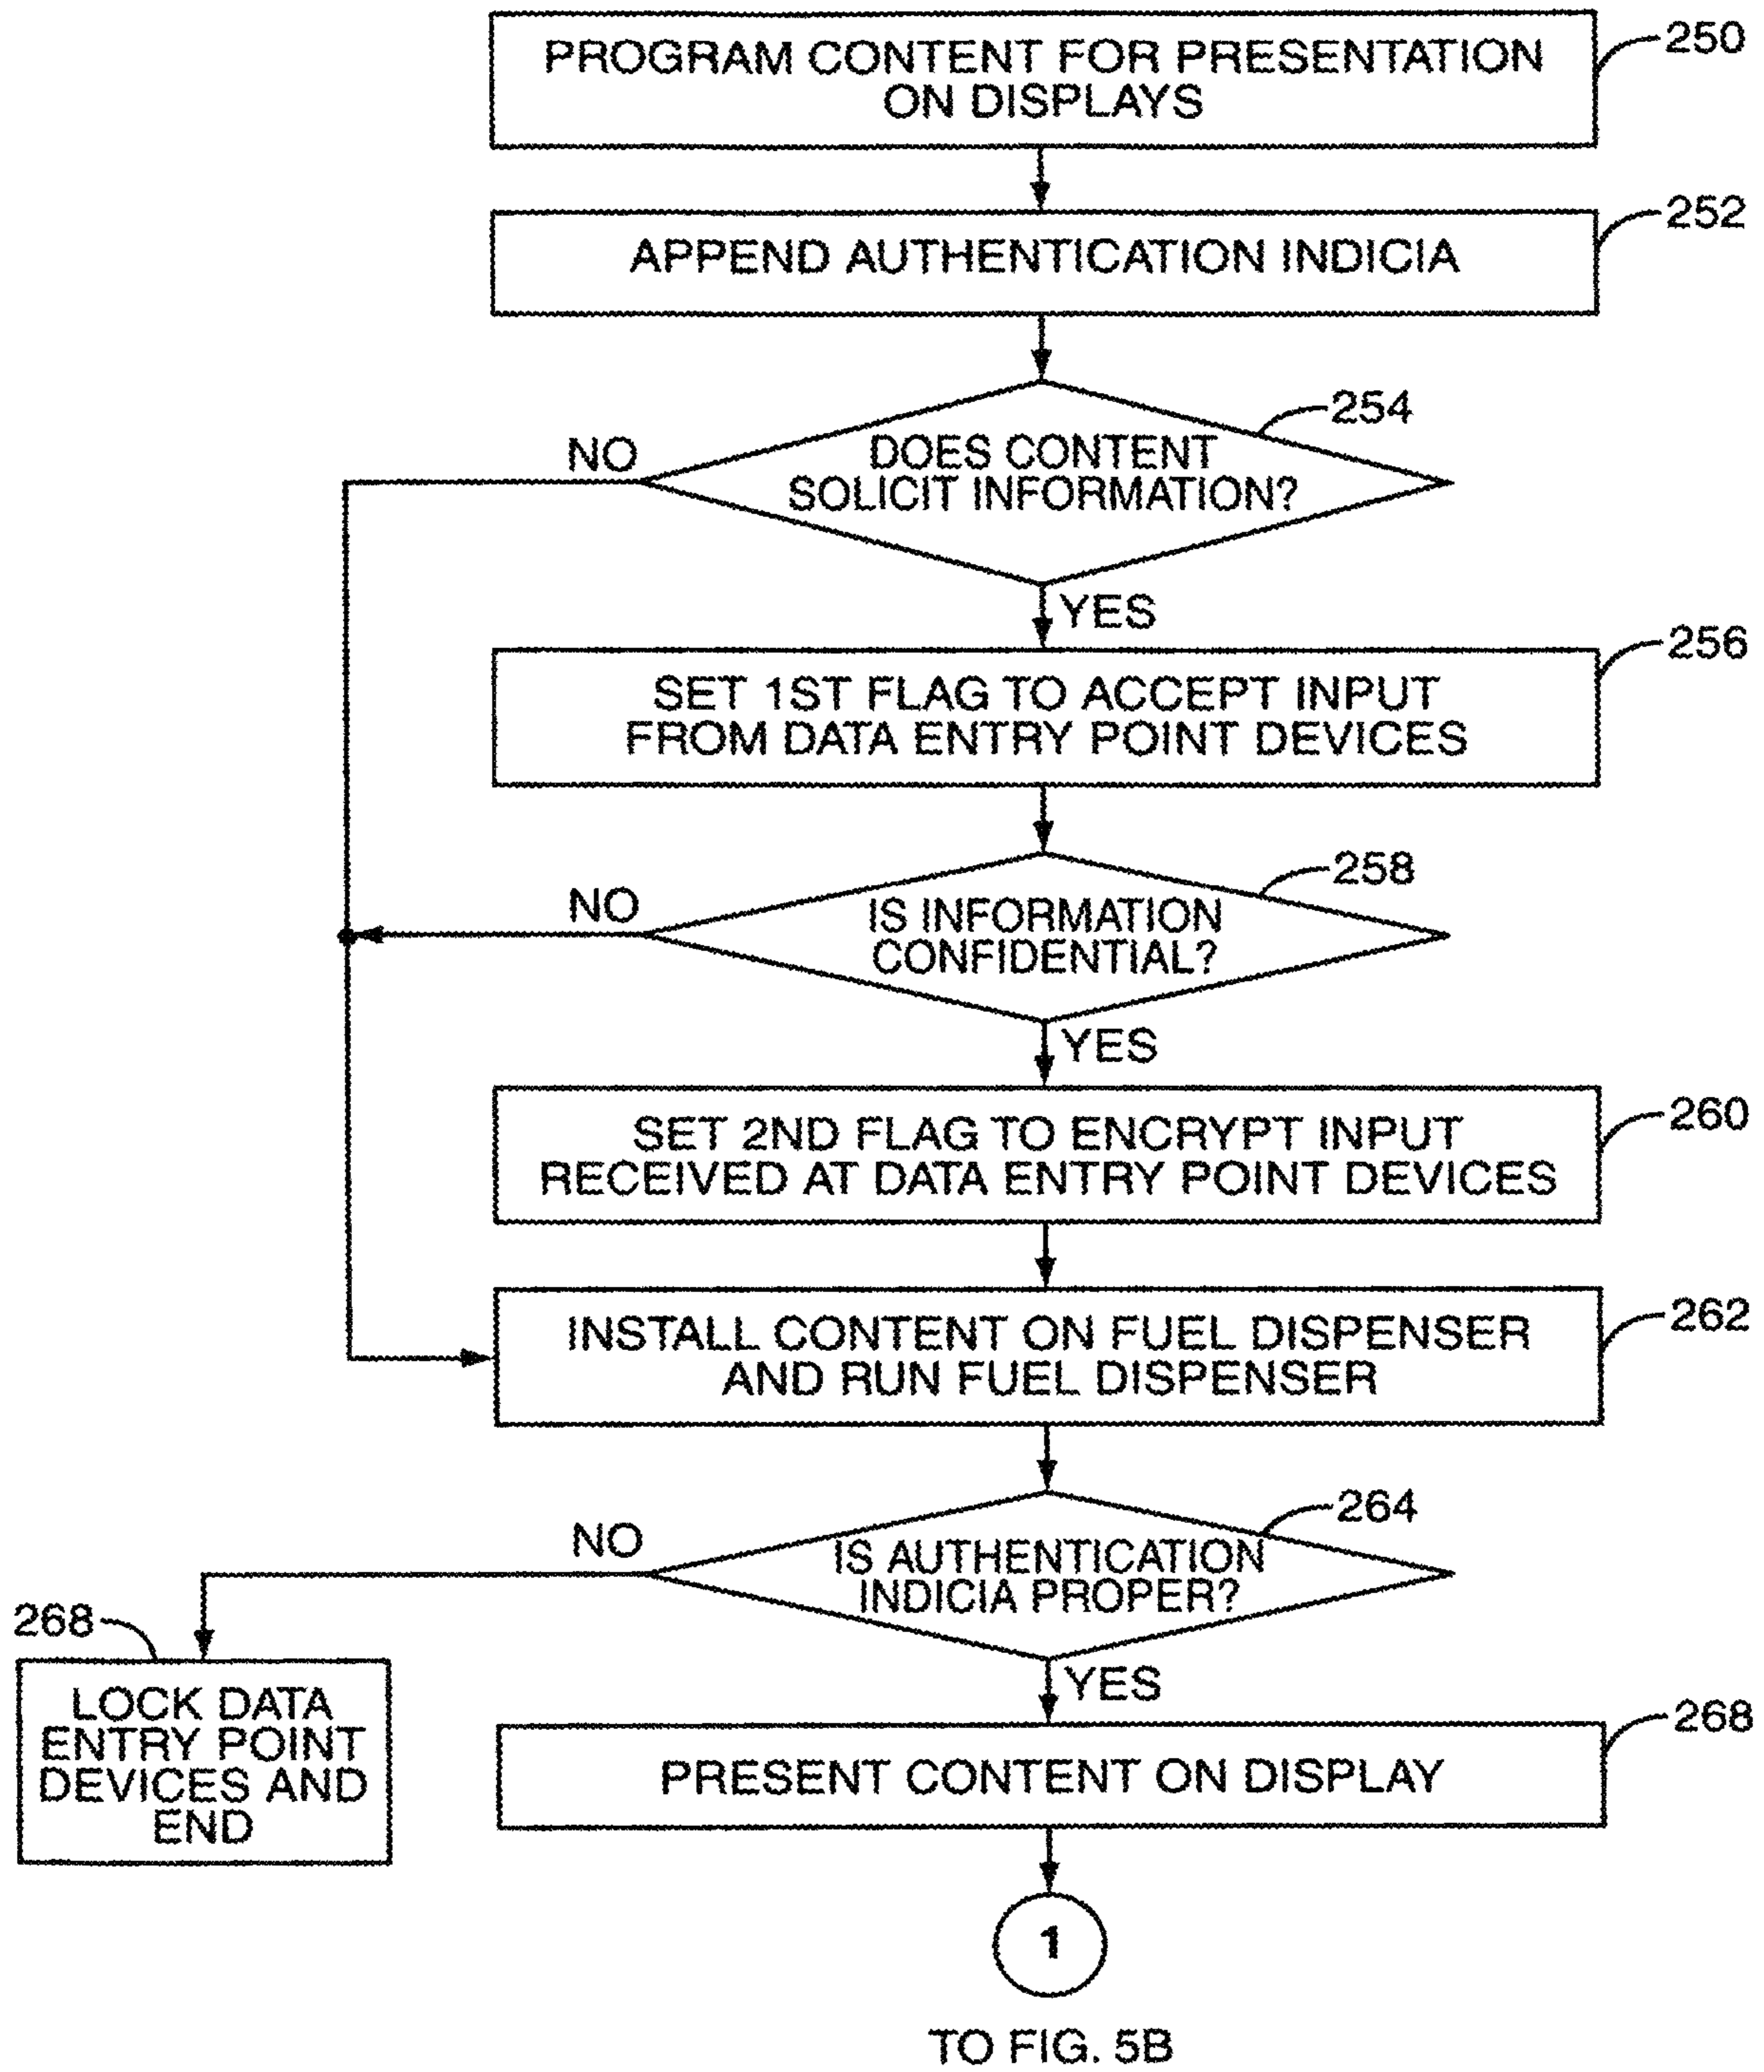 PROGRAM CONTENT FOR PRESENTATION
ON DISPLAYS
250
APPEND AUTHENTICATION INDICIA
252
DOES CONTENT
SOLICIT INFORMATION?
254
NO
YES
SET 1ST FLAG TO ACCEPT INPUT
FROM DATA ENTRY POINT DEVICES
256
IS INFORMATION
CONFIDENTIAL?
258
NO
YES
SET 2ND FLAG TO ENCRYPT INPUT
RECEIVED AT DATA ENTRY POINT DEVICES
260
INSTALL CONTENT ON FUEL DISPENSER
AND RUN FUEL DISPENSER
262
IS AUTHENTICATION
INDICIA PROPER?
264
NO
268
LOCK DATA
ENTRY POINT
DEVICES AND
END
YES
PRESENT CONTENT ON DISPLAY
268
1
TO FIG. 5B